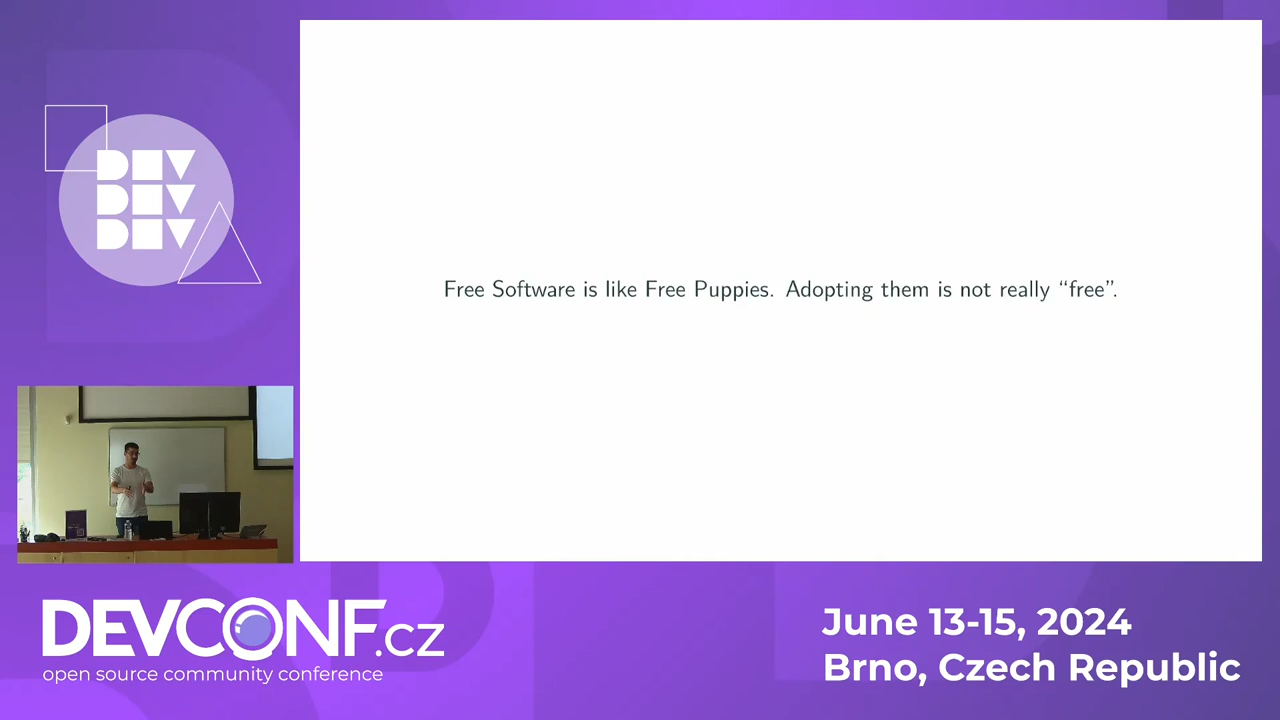 DEV
DEV
DEV
Free Software is like Free Puppies. Adopting them is not really “free”.
DEVCONF.cz
open source community conference
June 13-15, 2024
Brno, Czech Republic